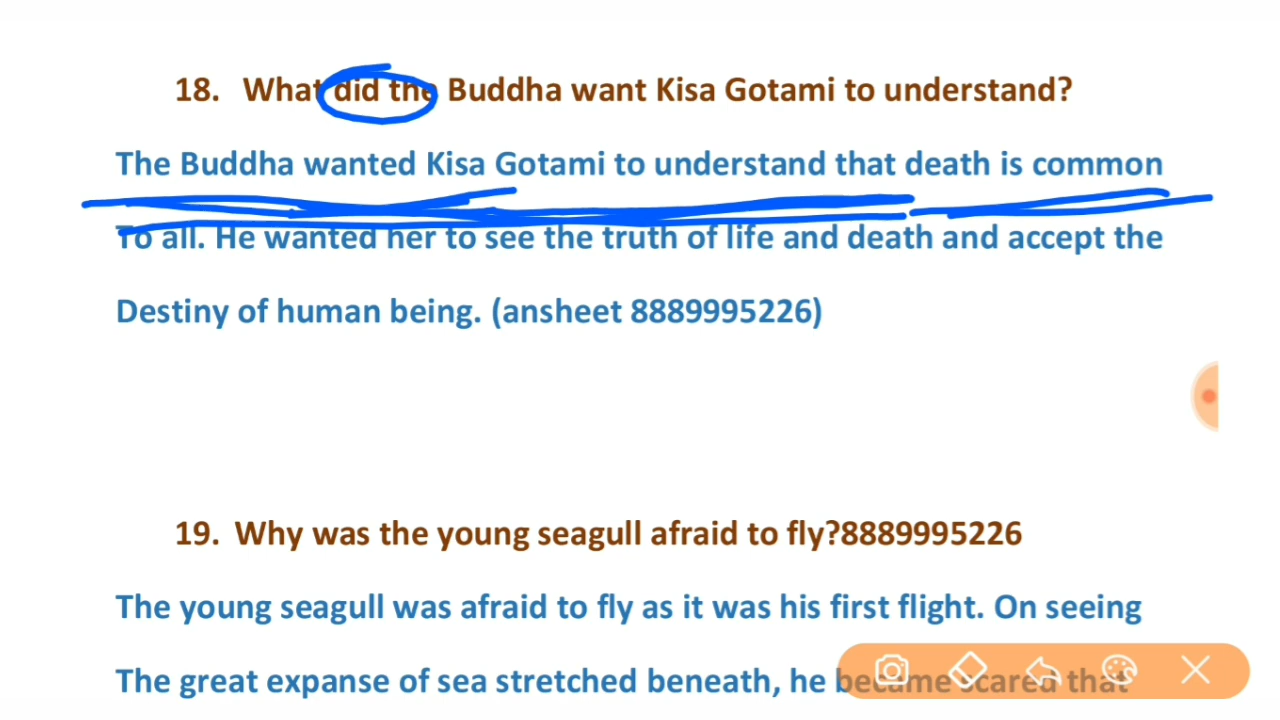 18. What did the Buddha want Kisa Gotami to understand?
The Buddha wanted Kisa Gotami to understand that death is common
To all. He wanted her to see the truth of life and death and accept the
Destiny of human being. (ansheet 8889995226)
19. Why was the young seagull afraid to fly?8889995226
The young seagull was afraid to fly as it was his first flight. On seeing
The great expanse of sea stretched beneath, he became scared that